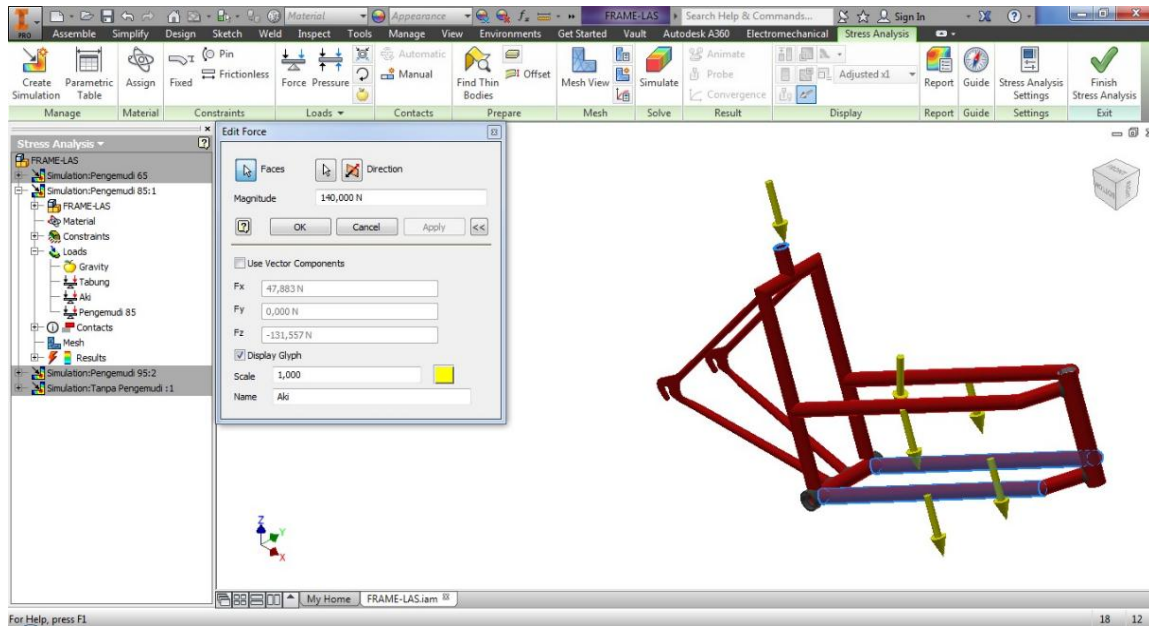 Material Appearance FRAME-LAS Search Help & Commands... Sign In
PRO Assemble Simplify Design Sketch Weld Inspect Tools Manage View Environments Get Started Vault Autodesk A360 Electromechanical Stress Analysis
Create Simulation Parametric Table Assign Fixed Pin Frictionless Force Pressure Automatic Manual Find Thin Bodies Offset Mesh View Simulate Animate Probe Convergence Adjusted x1 Report Guide Stress Analysis Settings Finish Stress Analysis
Manage Material Constraints Loads Contacts Prepare Mesh Solve Result Display Report Guide Settings Exit
Stress Analysis
FRAME-LAS
Simulation:Pengemudi 65
Simulation:Pengemudi 85:1
FRAME-LAS
Material
Constraints
Loads
Gravity
Tabung
Aki
Pengemudi 85
Contacts
Mesh
Results
Simulation:Pengemudi 95:2
Simulation:Tanpa Pengemudi :1
Edit Force
Faces Direction
Magnitude 140,000 N
OK Cancel Apply <<
Use Vector Components
Fx 47,883 N
Fy 0,000 N
Fz -131,557 N
Display Glyph
Scale 1,000
Name Aki
Z
Y
X
My Home FRAME-LAS.iam
For Help, press F1 18 12